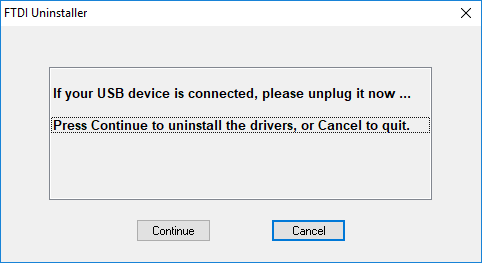 FTDI Uninstaller
If your USB device is connected, please unplug it now ...
Press Continue to uninstall the drivers, or Cancel to quit.
Continue
Cancel